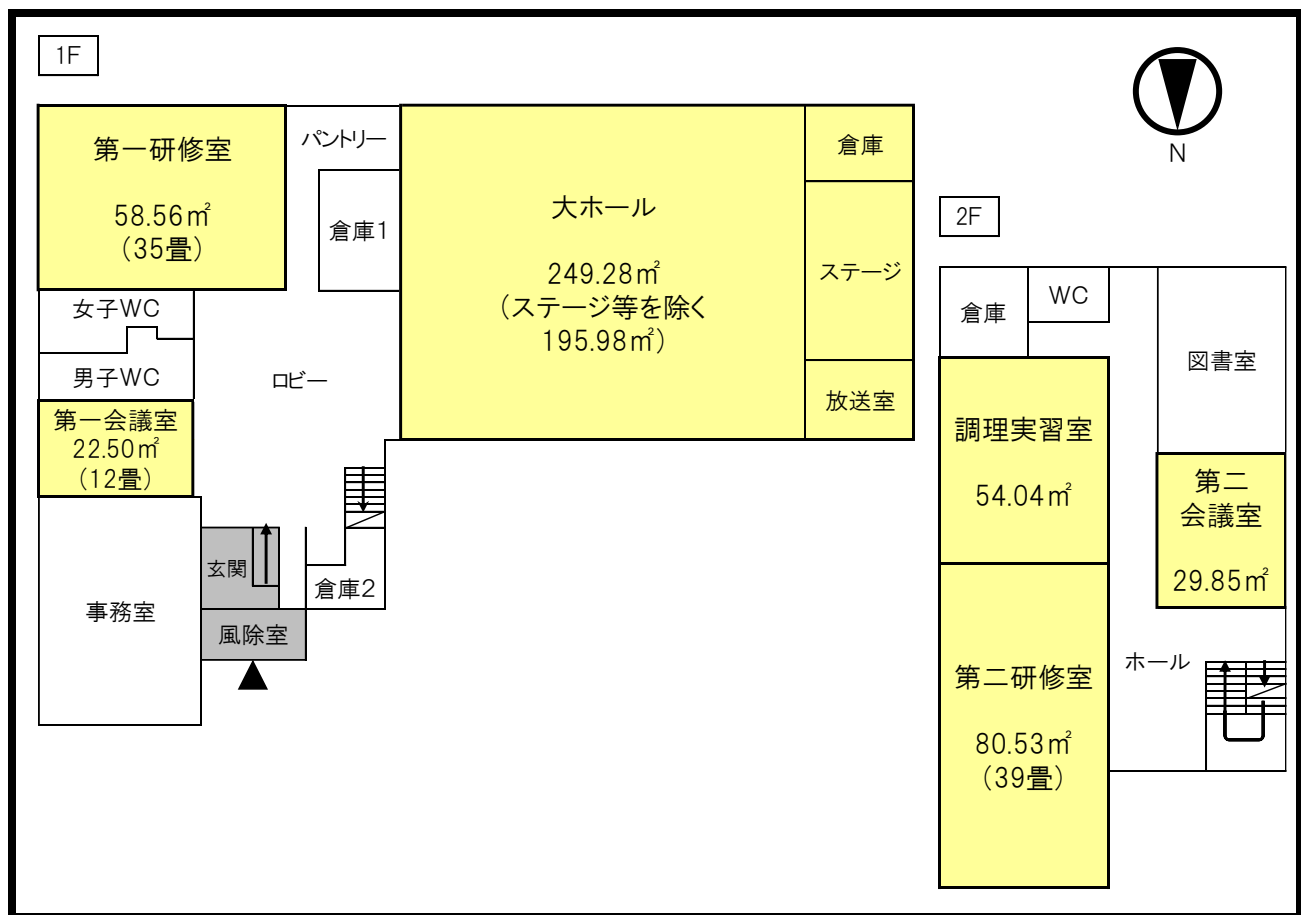 1F
第一研修室
58.56㎡
（35畳）
パントリー
倉庫1
大ホール
249.28㎡
（ステージ等を除く
195.98㎡）
倉庫
ステージ
放送室
N
女子WC
男子WC
ロビー
第一会議室
22.50㎡
（12畳）
事務室
玄関
倉庫2
風除室
2F
倉庫
WC
図書室
調理実習室
54.04㎡
第二
会議室
29.85㎡
ホール
第二研修室
80.53㎡
（39畳）